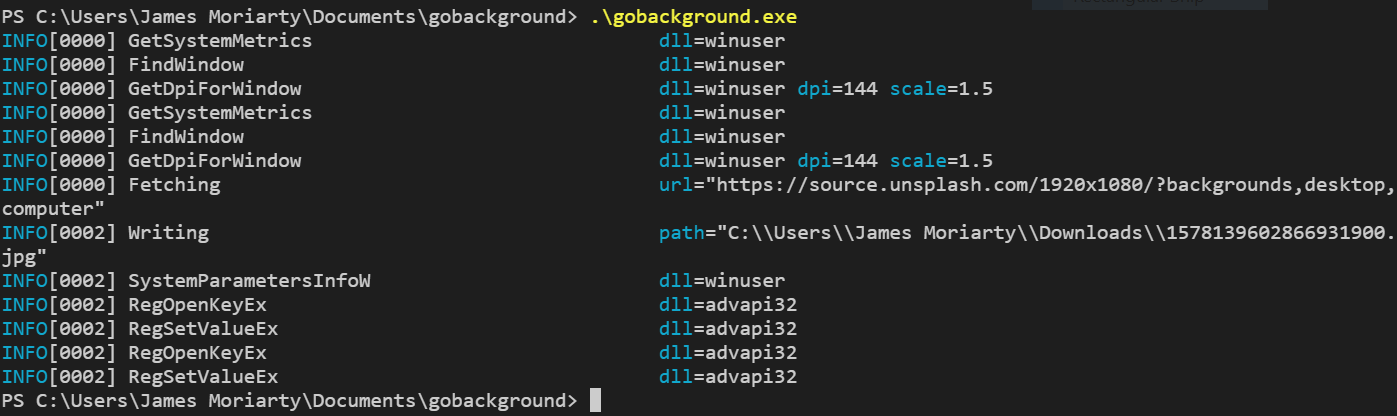 PS C:\Users\James Moriarty\Documents\gobackground> .\gobackground.exe
INFO[0000] GetSystemMetrics dll=winuser
INFO[0000] FindWindow dll=winuser
INFO[0000] GetDpiForWindow dll=winuser dpi=144 scale=1.5
INFO[0000] GetSystemMetrics dll=winuser
INFO[0000] FindWindow dll=winuser
INFO[0000] GetDpiForWindow dll=winuser dpi=144 scale=1.5
INFO[0000] Fetching url="https://source.unsplash.com/1920x1080/?backgrounds,desktop,
computer"
INFO[0002] Writing path="C:\\Users\\James Moriarty\\Downloads\\1578139602866931900.
jpg"
INFO[0002] SystemParametersInfoW dll=winuser
INFO[0002] RegOpenKeyEx dll=advapi32
INFO[0002] RegSetValueEx dll=advapi32
INFO[0002] RegOpenKeyEx dll=advapi32
INFO[0002] RegSetValueEx dll=advapi32
PS C:\Users\James Moriarty\Documents\gobackground>